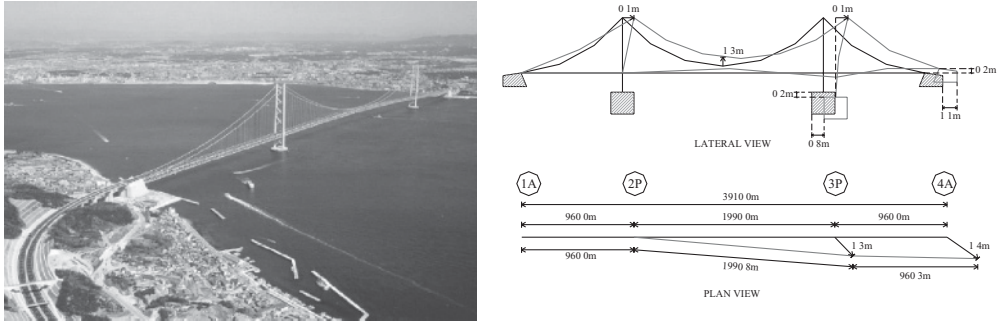 0 1m 0 1m
1 3m
0 2m
0 2m
1 1m
0 8m
LATERAL VIEW
1A 2P 3P 4A
3910 0m
960 0m 1990 0m 960 0m
1 3m 1 4m
960 0m
1990 8m 960 3m
PLAN VIEW